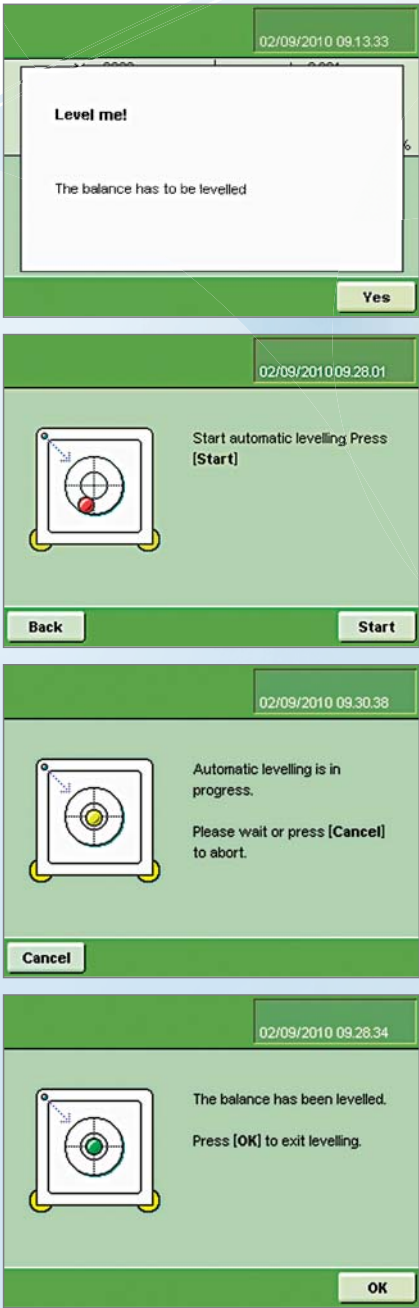 02/09/2010 09.13.33
Level me!
%
The balance has to be levelled
Yes
02/09/2010 09.28.01
Start automatic levelling. Press
[Start]
Back Start
02/09/2010 09.30.38
Automatic levelling is in
progress.
Please wait or press [Cancel]
to abort.
Cancel
02/09/2010 09.28.34
The balance has been levelled.
Press [OK] to exit levelling.
OK